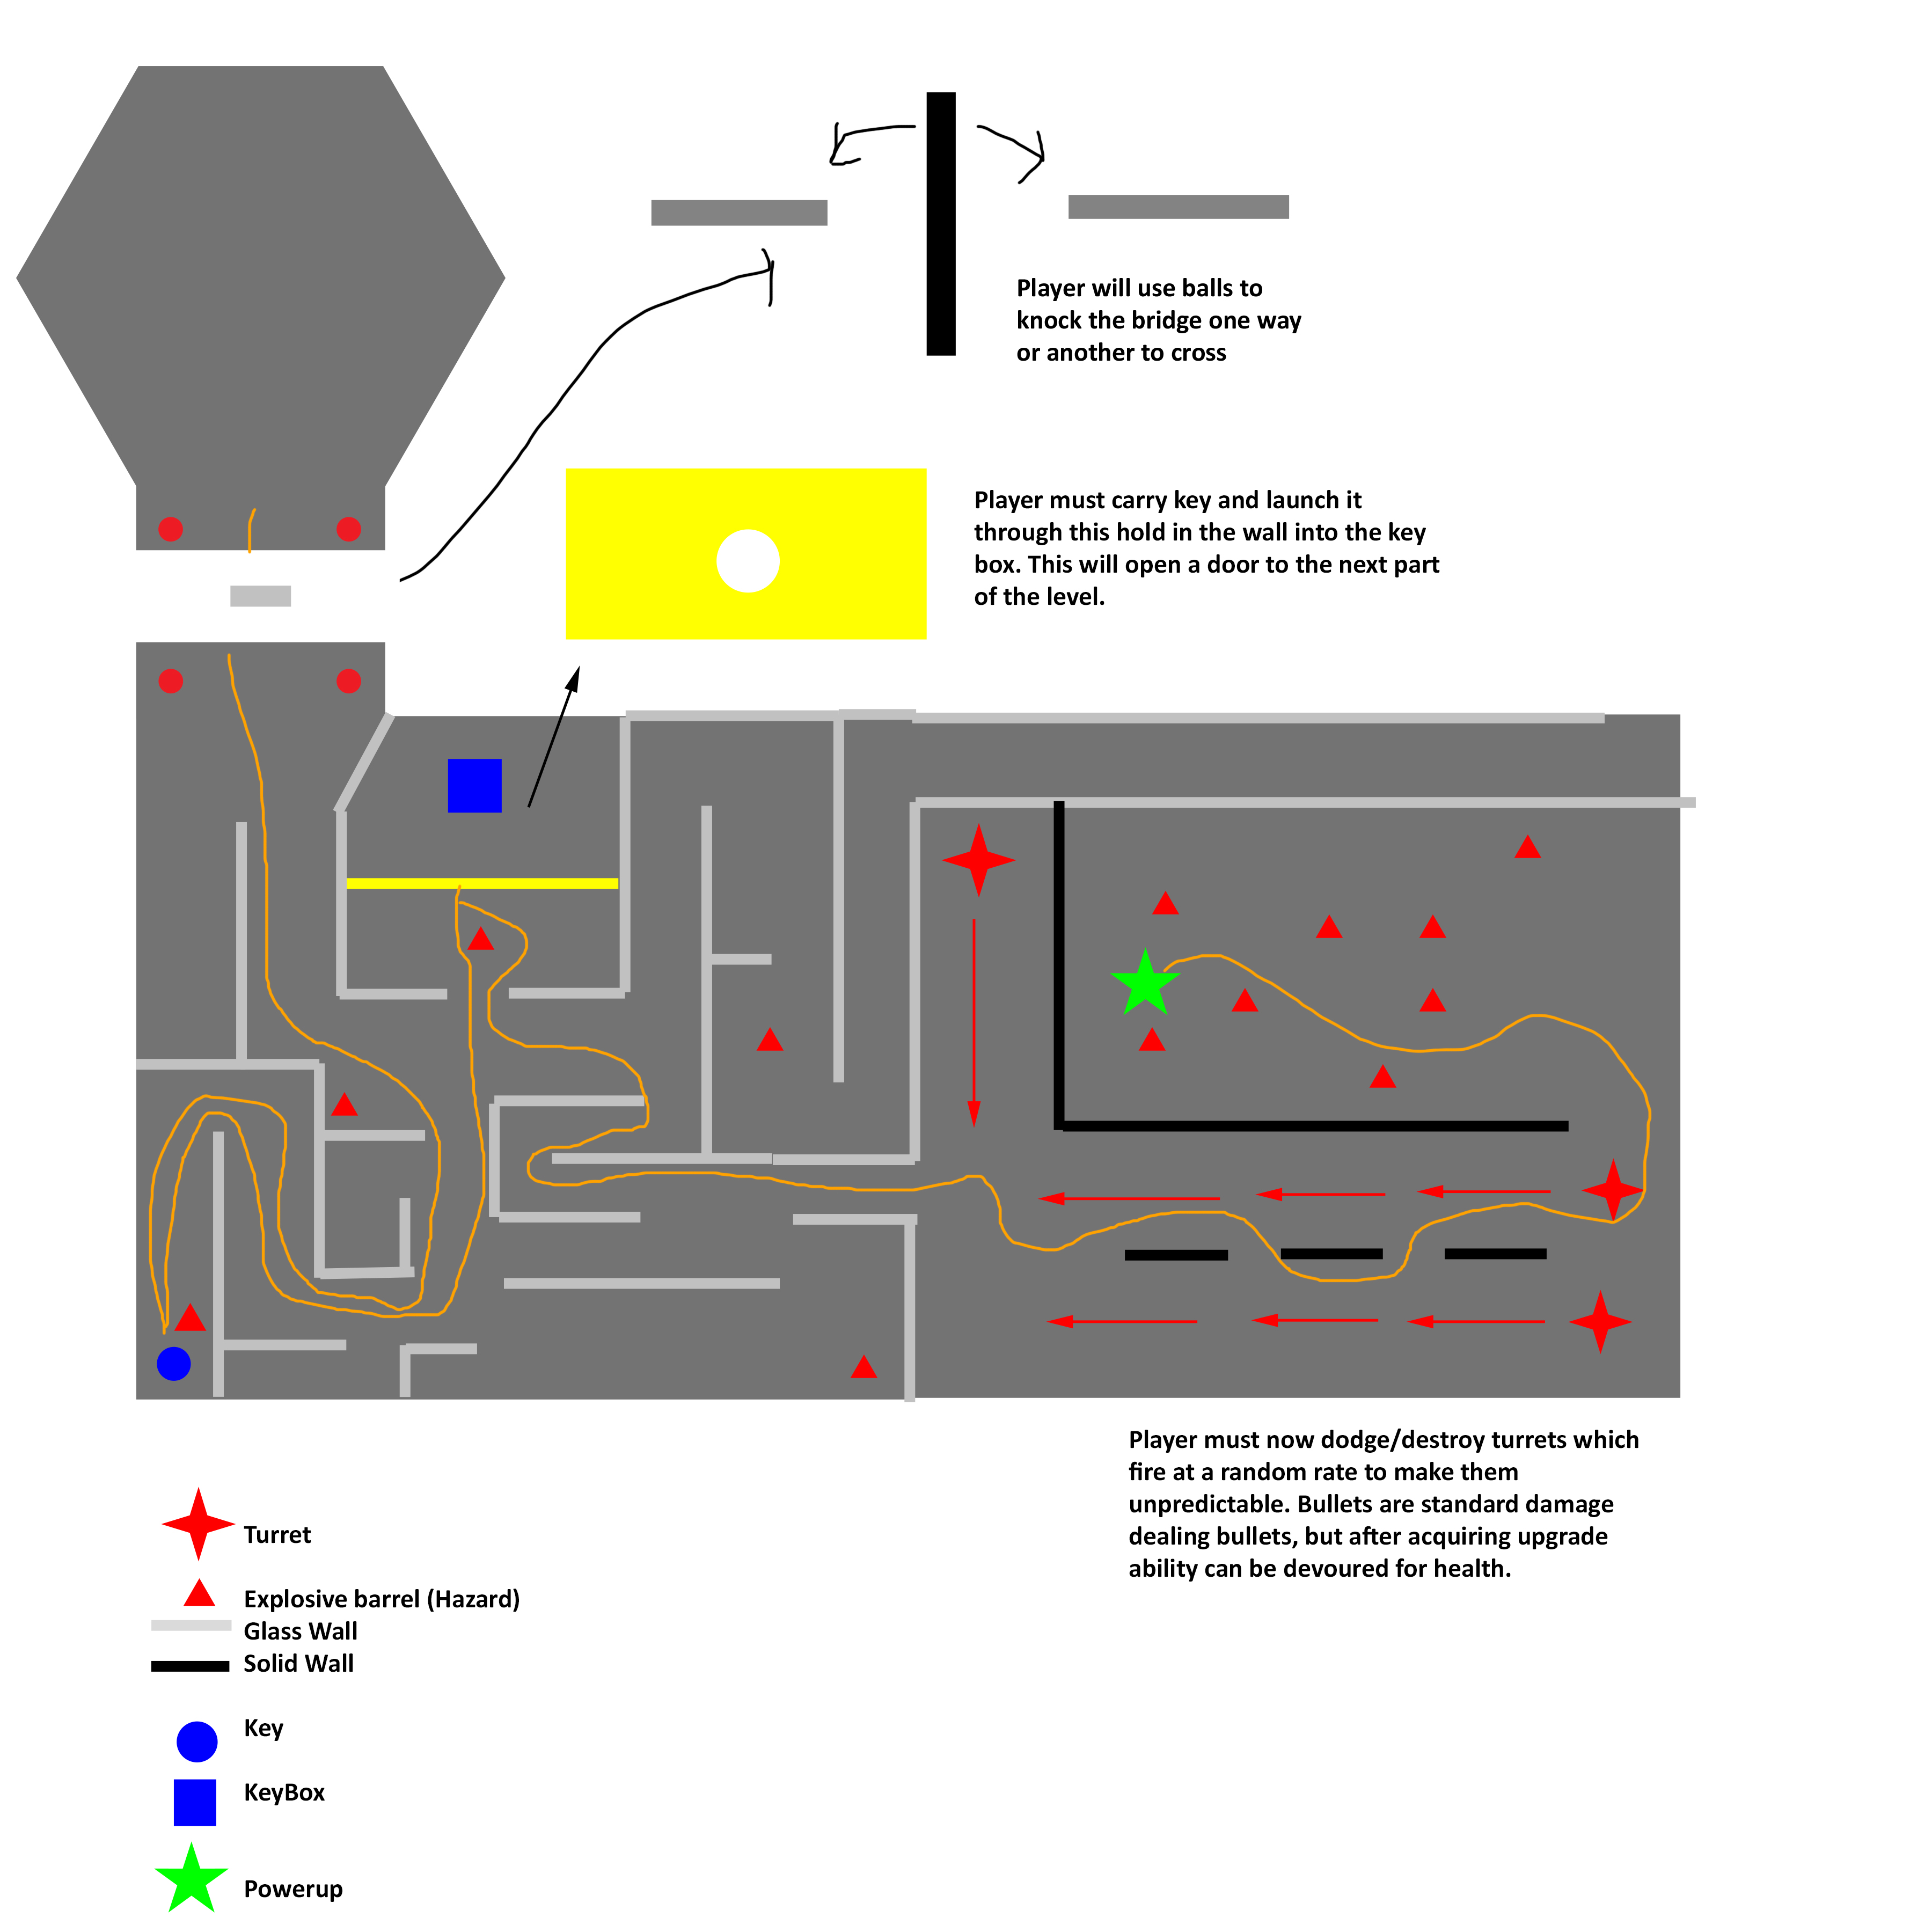 Player will use balls to
knock the bridge one way
or another to cross
Player must carry key and launch it
through this hold in the wall into the key
box. This will open a door to the next part
of the level.
Player must now dodge/destroy turrets which
fire at a random rate to make them
unpredictable. Bullets are standard damage
dealing bullets, but after acquiring upgrade
ability can be devoured for health.
Turret
Explosive barrel (Hazard)
Glass Wall
Solid Wall
Key
KeyBox
Powerup